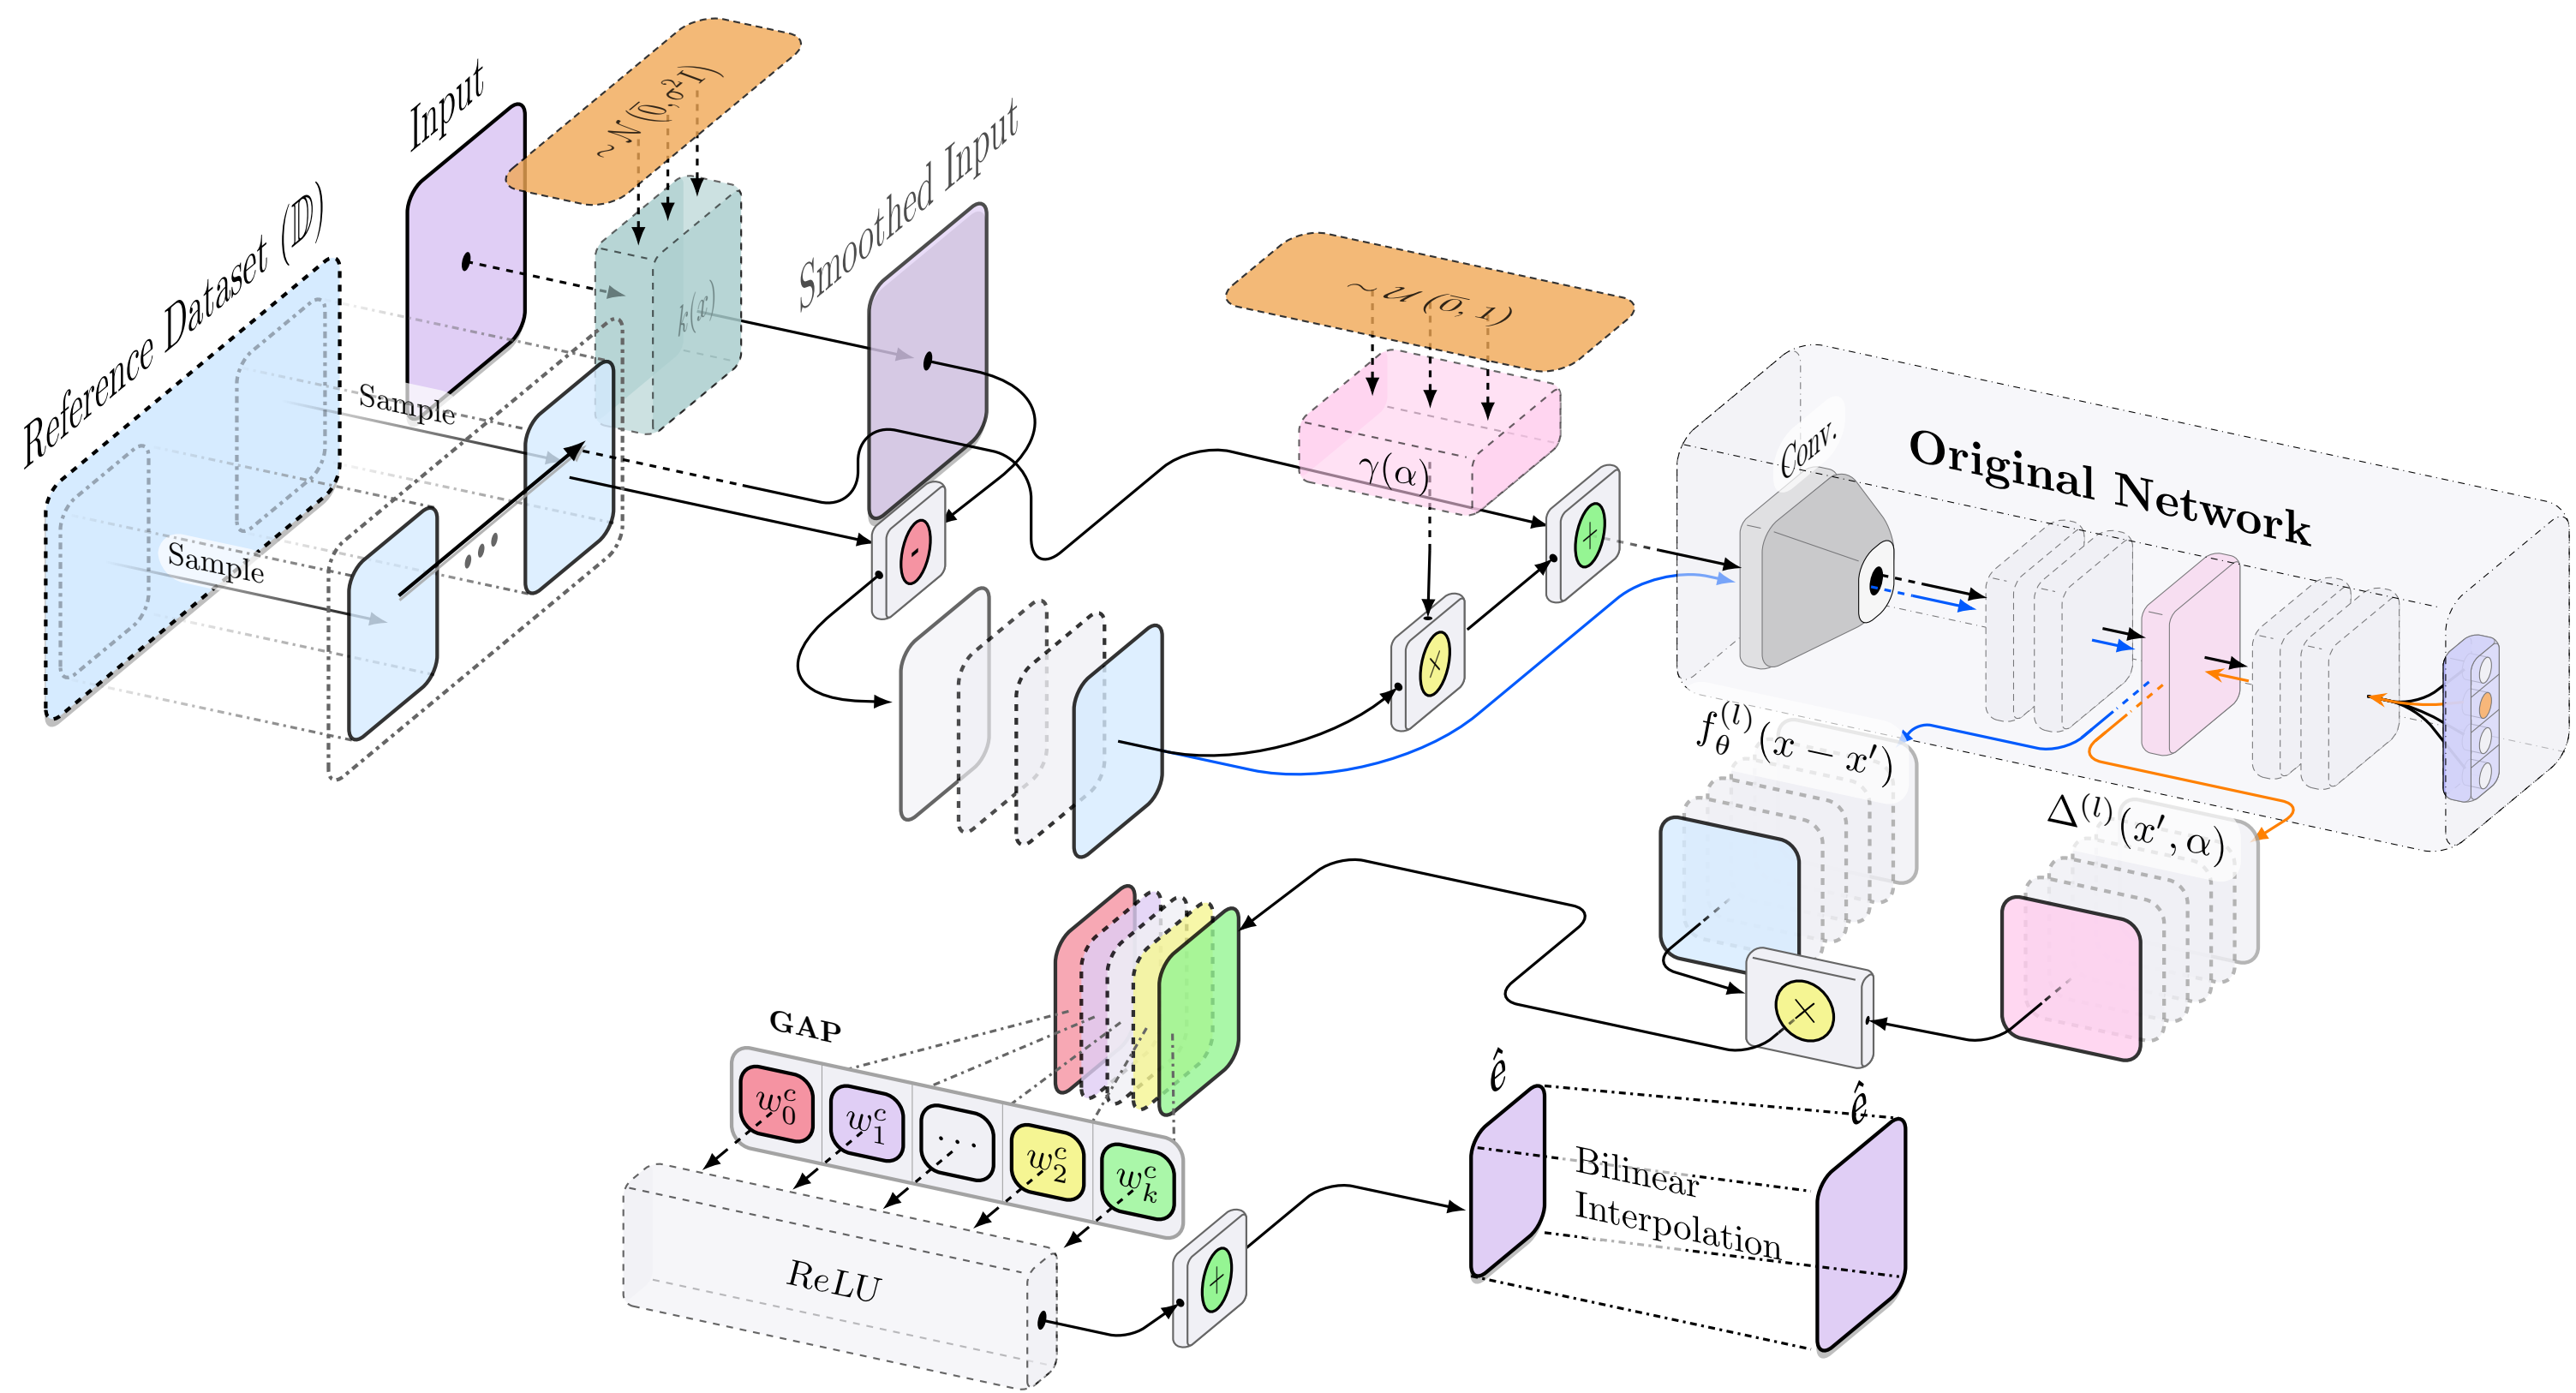 Input
∼ 𝒩(0̄, σ²I)
Reference Dataset (𝔻)
k(x)
Smoothed Input
Sample
Sample
-
∼ 𝒰(0̄, 1)
γ(α)
+
×
Conv.
Original Network
f_θ^(l)(x − x′)
Δ^(l)(x′, α)
×
GAP
w_0^c
w_1^c
...
w_2^c
w_k^c
ReLU
+
ê
ê
Bilinear
Interpolation